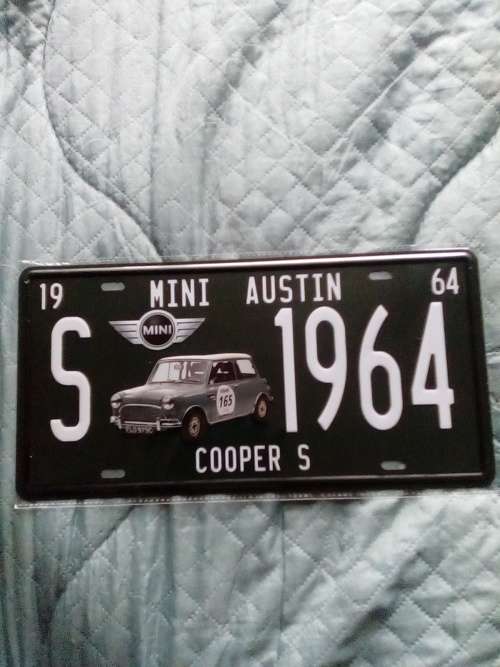 19 MINI AUSTIN 64
S MINI 1964
165
COOPER S